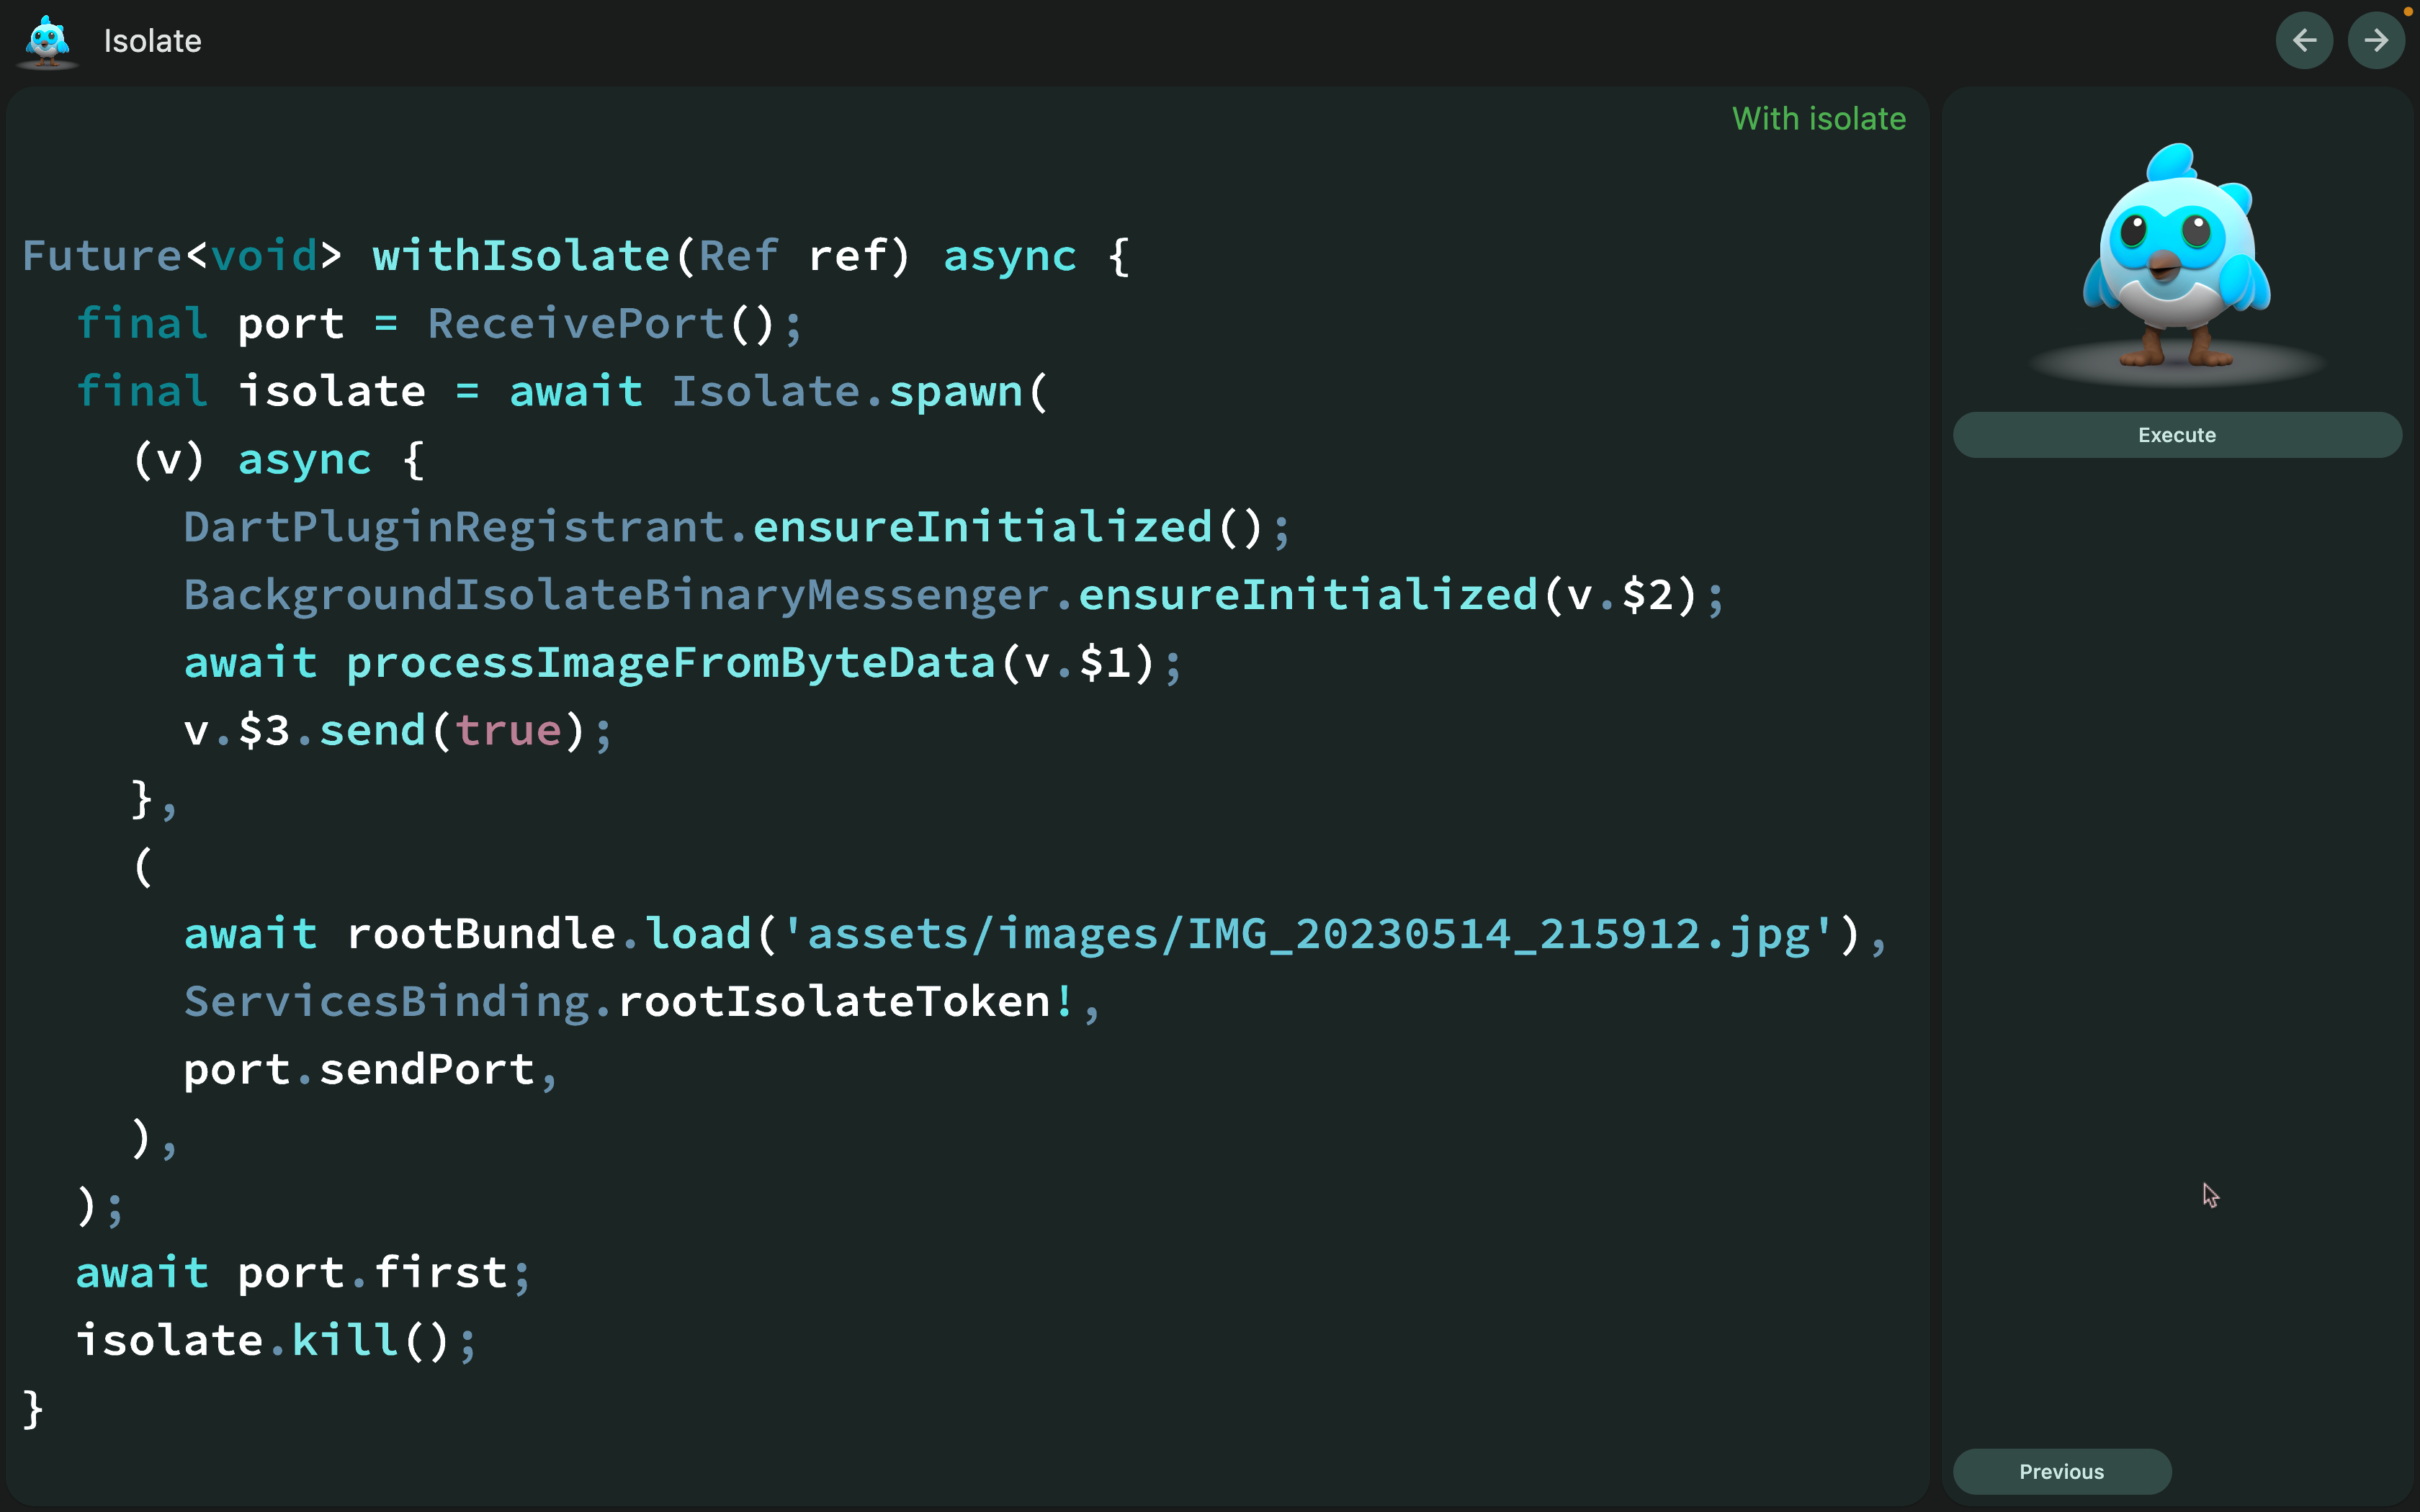 Isolate
With isolate
Future<void> withIsolate(Ref ref) async {
final port = ReceivePort();
final isolate = await Isolate.spawn(
(v) async {
DartPluginRegistrant.ensureInitialized();
BackgroundIsolateBinaryMessenger.ensureInitialized(v.$2);
await processImageFromByteData(v.$1);
v.$3.send(true);
},
(
await rootBundle.load('assets/images/IMG_20230514_215912.jpg'),
ServicesBinding.rootIsolateToken!,
port.sendPort,
),
);
await port.first;
isolate.kill();
}
Execute
Previous